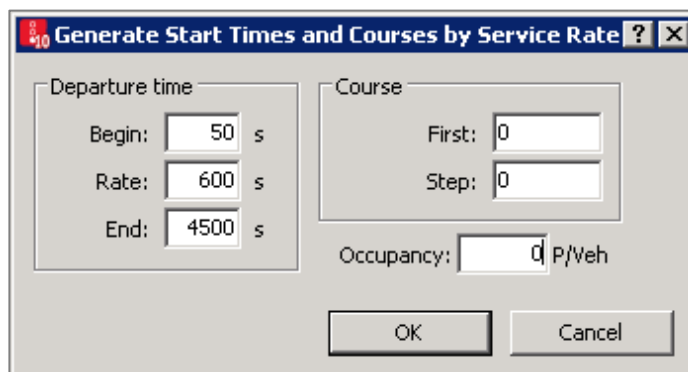 10 Generate Start Times and Courses by Service Rate ? X
Departure time
Begin: 50 s
Rate: 600 s
End: 4500 s
Course
First: 0
Step: 0
Occupancy: 0 P/Veh
OK Cancel